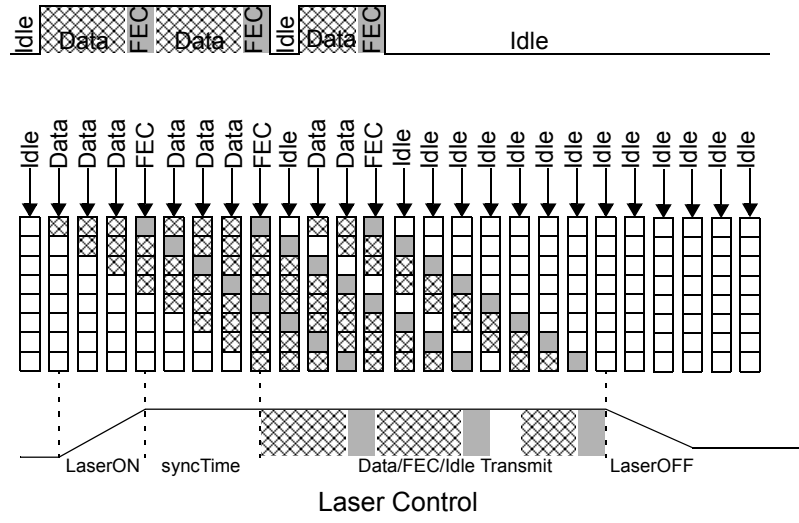 Idle Data FEC Data FEC Idle Data FEC Idle
Idle Data Data Data FEC Data Data Data FEC Idle Data Data FEC Idle Idle Idle Idle Idle Idle Idle Idle Idle Idle Idle Idle Idle
LaserON syncTime Data/FEC/Idle Transmit LaserOFF
Laser Control